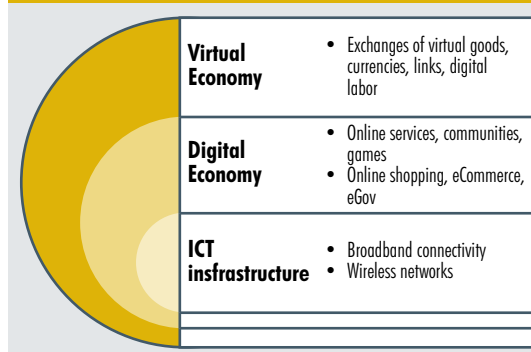 Virtual
Economy
• Exchanges of virtual goods,
currencies, links, digital
labor
Digital
Economy
• Online services, communities,
games
• Online shopping, eCommerce,
eGov
ICT
insfrastructure
• Broadband connectivity
• Wireless networks